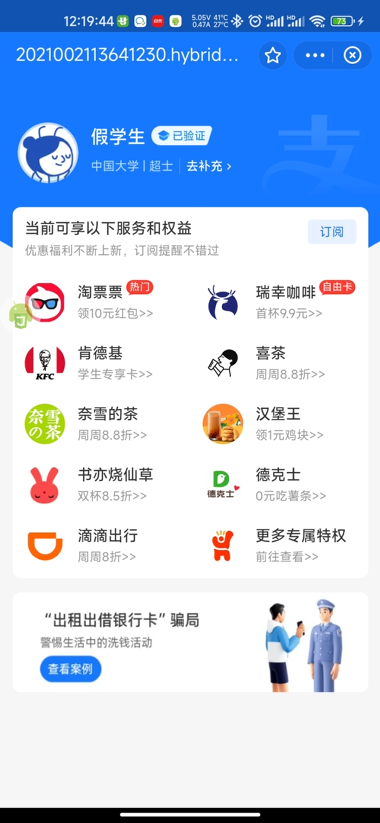 12:19:44
5.05V 41℃
0.47A 27℃
HD
HD
73
2021002113641230.hybrid...
假学生 已验证
中国大学 | 超士 去补充 ›
支
当前可享以下服务和权益
优惠福利不断上新，订阅提醒不错过
订阅
淘票票 热门
领10元红包>>
瑞幸咖啡 自由卡
首杯9.9元>>
KFC
肯德基
学生专享卡>>
喜茶
周周8.8折>>
奈雪の茶
奈雪的茶
周周8.8折>>
汉堡王
领1元鸡块>>
书亦烧仙草
双杯8.5折>>
德克士
德克士
0元吃薯条>>
滴滴出行
周周8折>>
更多专属特权
前往查看>>
“出租出借银行卡”骗局
警惕生活中的洗钱活动
查看案例